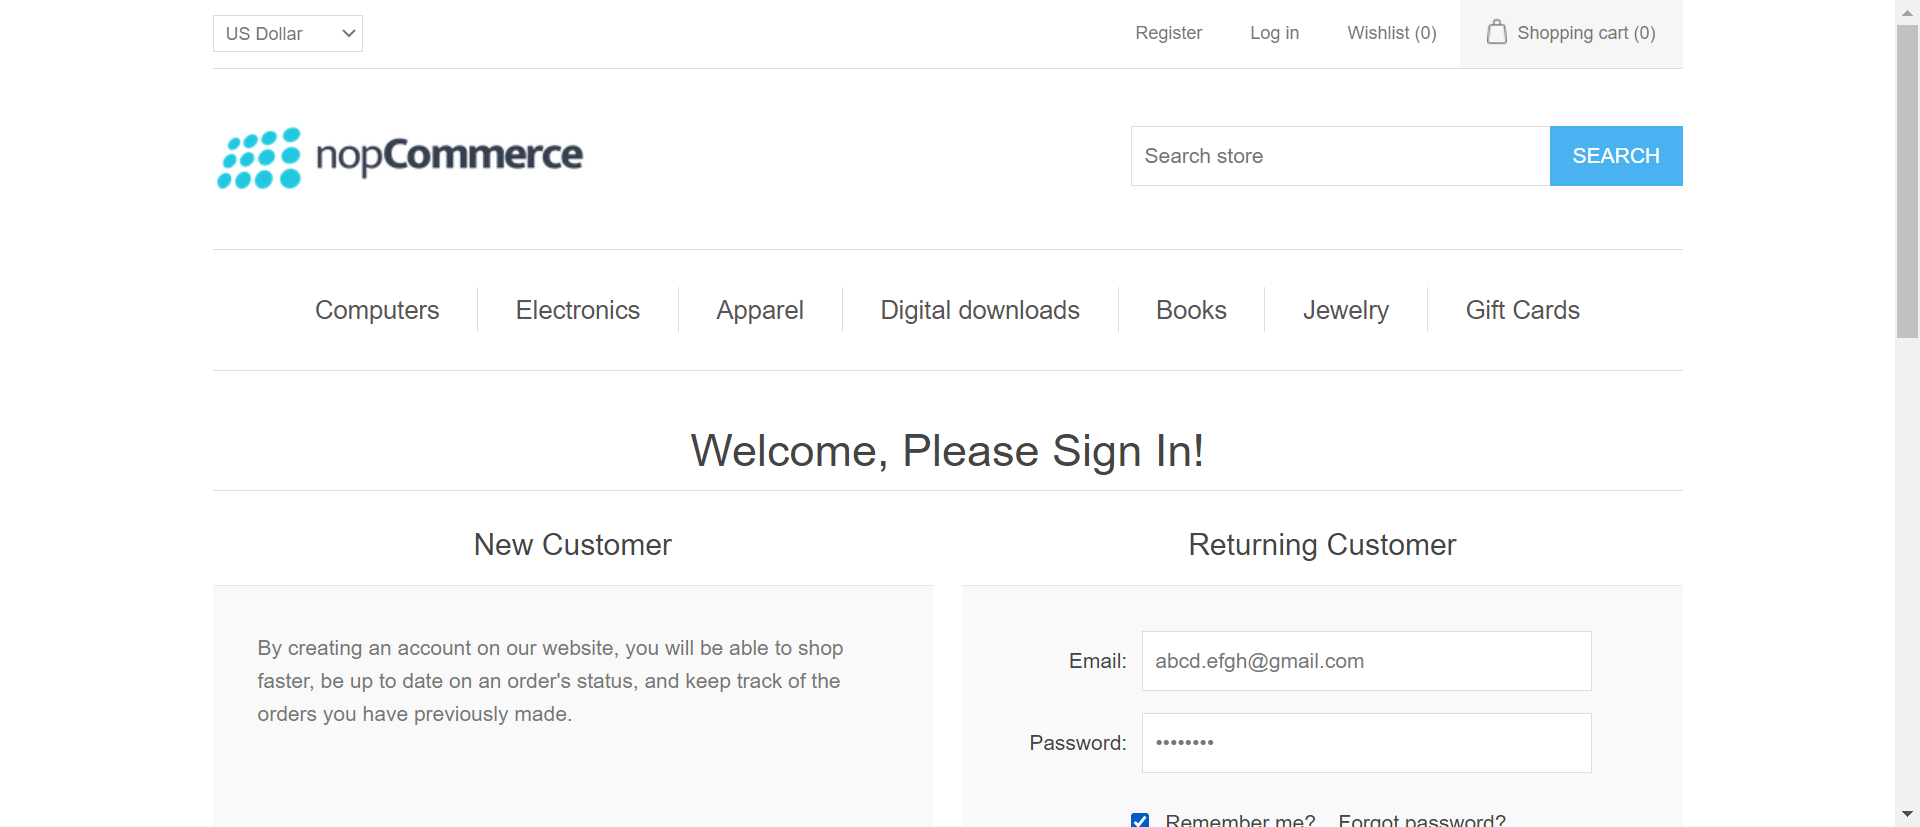 US Dollar
Register Log in Wishlist (0) Shopping cart (0)
nopCommerce
Search store SEARCH
Computers Electronics Apparel Digital downloads Books Jewelry Gift Cards
Welcome, Please Sign In!
New Customer
By creating an account on our website, you will be able to shop
faster, be up to date on an order's status, and keep track of the
orders you have previously made.
Returning Customer
Email: abcd.efgh@gmail.com
Password: ••••••••
Remember me? Forgot password?